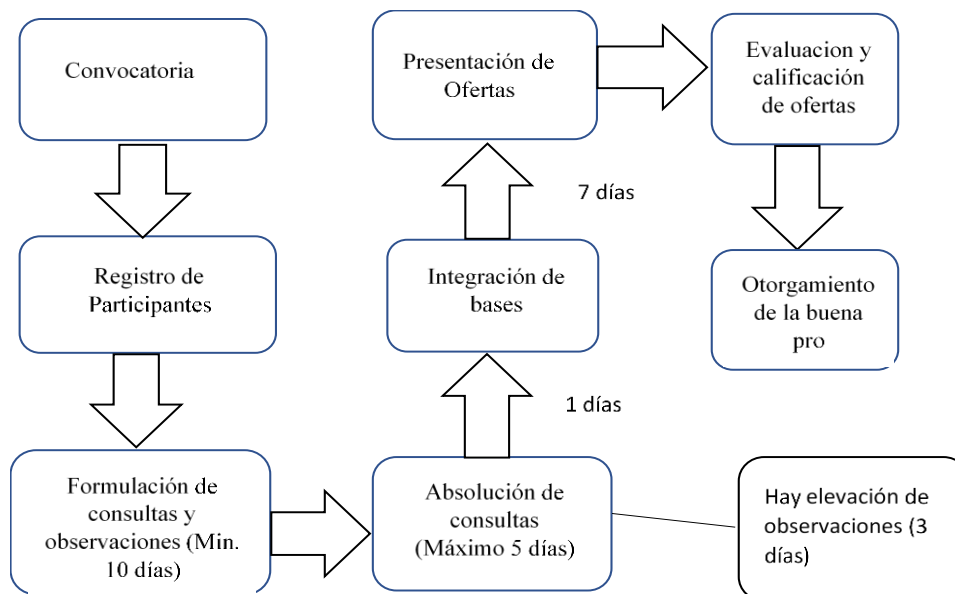 Convocatoria
Registro de
Participantes
Formulación de
consultas y
observaciones (Min.
10 días)
Absolución de
consultas
(Máximo 5 días)
Hay elevación de
observaciones (3
días)
1 días
Integración de
bases
7 días
Presentación de
Ofertas
Evaluacion y
calificación
de ofertas
Otorgamiento
de la buena
pro